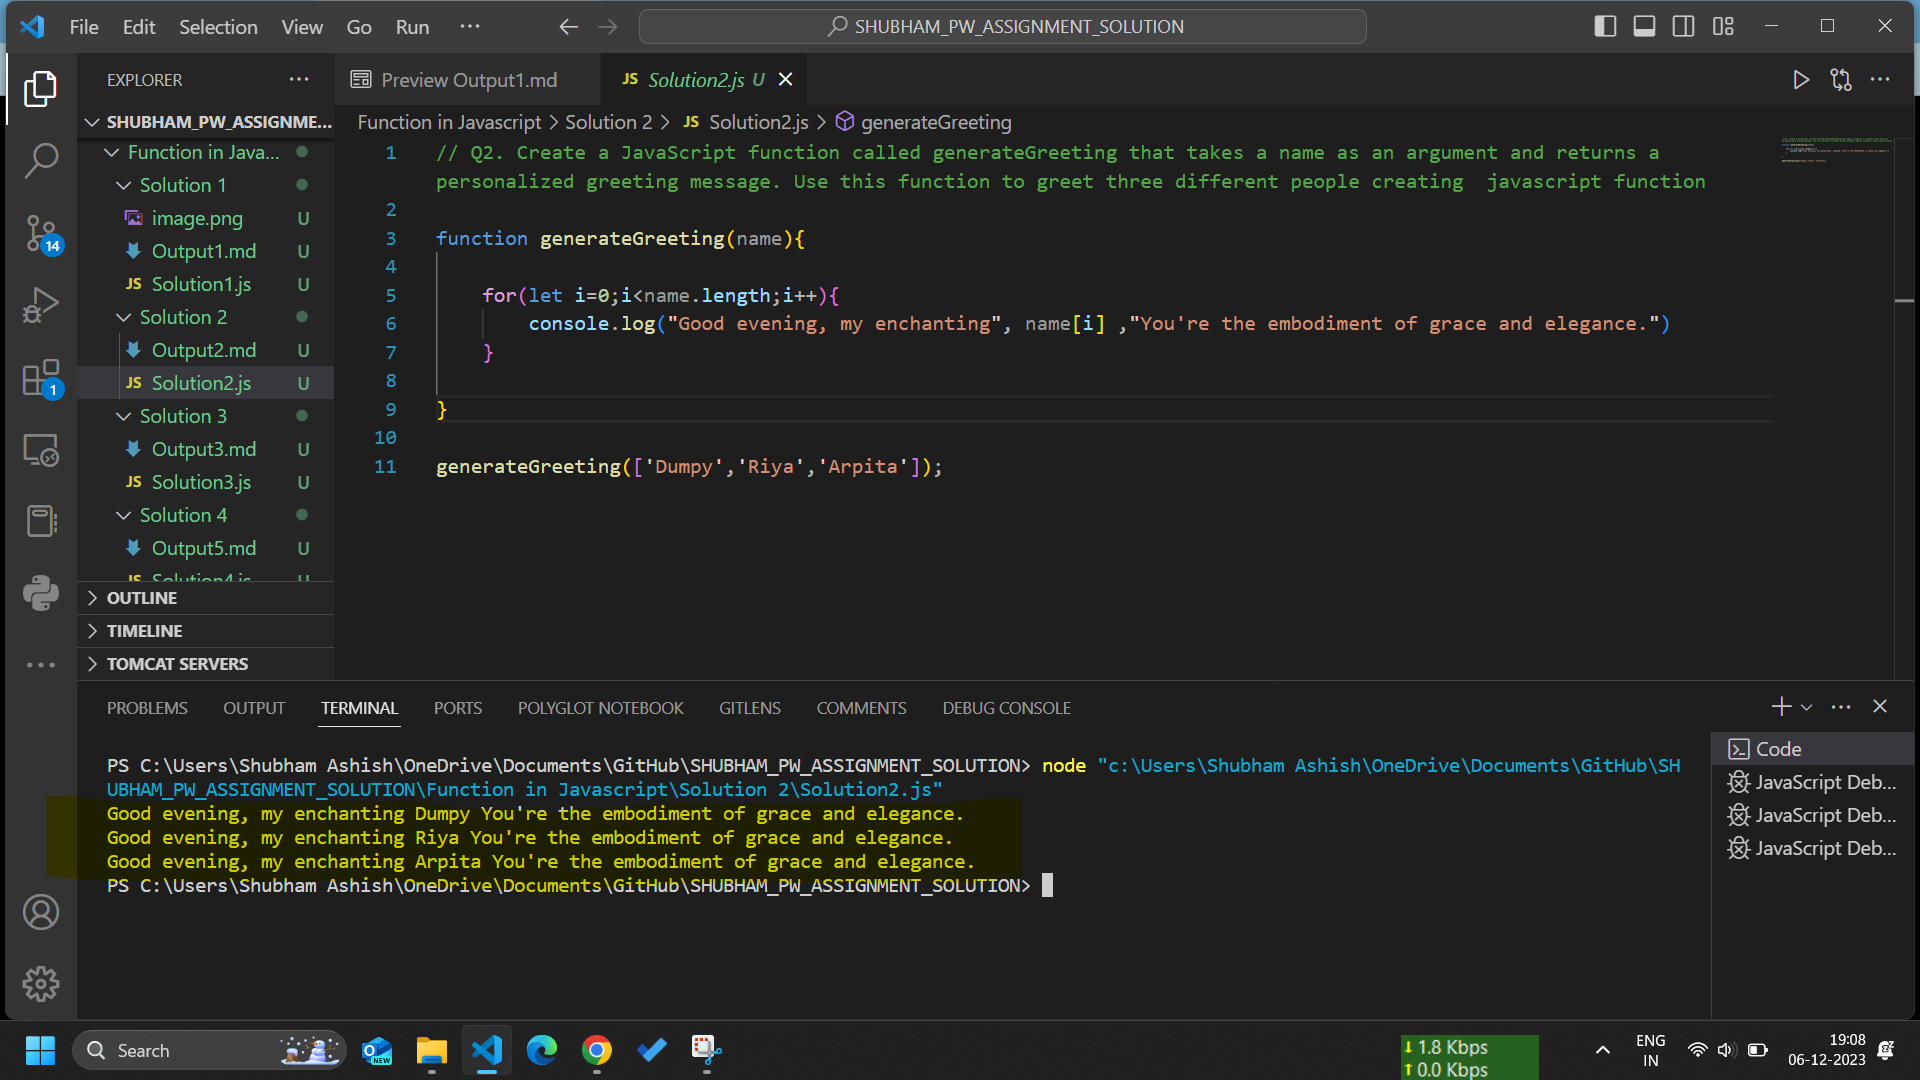 File Edit Selection View Go Run ···
SHUBHAM_PW_ASSIGNMENT_SOLUTION
EXPLORER
SHUBHAM_PW_ASSIGNME...
Function in Java...
Solution 1
image.png U
Output1.md U
JS Solution1.js U
Solution 2
Output2.md U
JS Solution2.js U
Solution 3
Output3.md U
JS Solution3.js U
Solution 4
Output5.md U
JS Solution4.js U
OUTLINE
TIMELINE
TOMCAT SERVERS
14
1
Preview Output1.md
JS Solution2.js U
Function in Javascript > Solution 2 > JS Solution2.js > generateGreeting
1 // Q2. Create a JavaScript function called generateGreeting that takes a name as an argument and returns a
personalized greeting message. Use this function to greet three different people creating  javascript function
2
3 function generateGreeting(name){
4
5 for(let i=0;i<name.length;i++){
6 console.log("Good evening, my enchanting", name[i] ,"You're the embodiment of grace and elegance.")
7 }
8
9 }
10
11 generateGreeting(['Dumpy','Riya','Arpita']);
PROBLEMS OUTPUT TERMINAL PORTS POLYGLOT NOTEBOOK GITLENS COMMENTS DEBUG CONSOLE
PS C:\Users\Shubham Ashish\OneDrive\Documents\GitHub\SHUBHAM_PW_ASSIGNMENT_SOLUTION> node "c:\Users\Shubham Ashish\OneDrive\Documents\GitHub\SH
UBHAM_PW_ASSIGNMENT_SOLUTION\Function in Javascript\Solution 2\Solution2.js"
Good evening, my enchanting Dumpy You're the embodiment of grace and elegance.
Good evening, my enchanting Riya You're the embodiment of grace and elegance.
Good evening, my enchanting Arpita You're the embodiment of grace and elegance.
PS C:\Users\Shubham Ashish\OneDrive\Documents\GitHub\SHUBHAM_PW_ASSIGNMENT_SOLUTION>
Code
JavaScript Deb...
JavaScript Deb...
JavaScript Deb...
Search
NEW
1.8 Kbps
0.0 Kbps
ENG
IN
19:08
06-12-2023